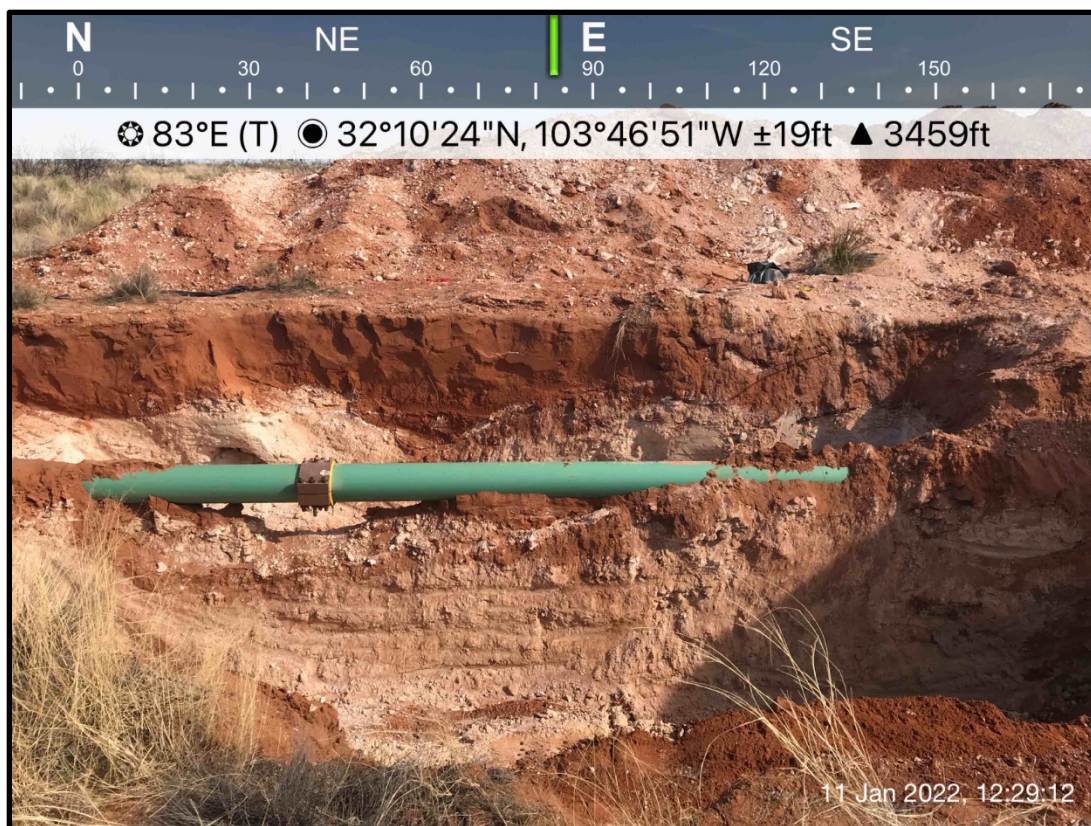 N NE E SE
0 30 60 90 120 150
83°E (T) 32°10'24"N, 103°46'51"W ±19ft ▲ 3459ft
11 Jan 2022, 12:29:12